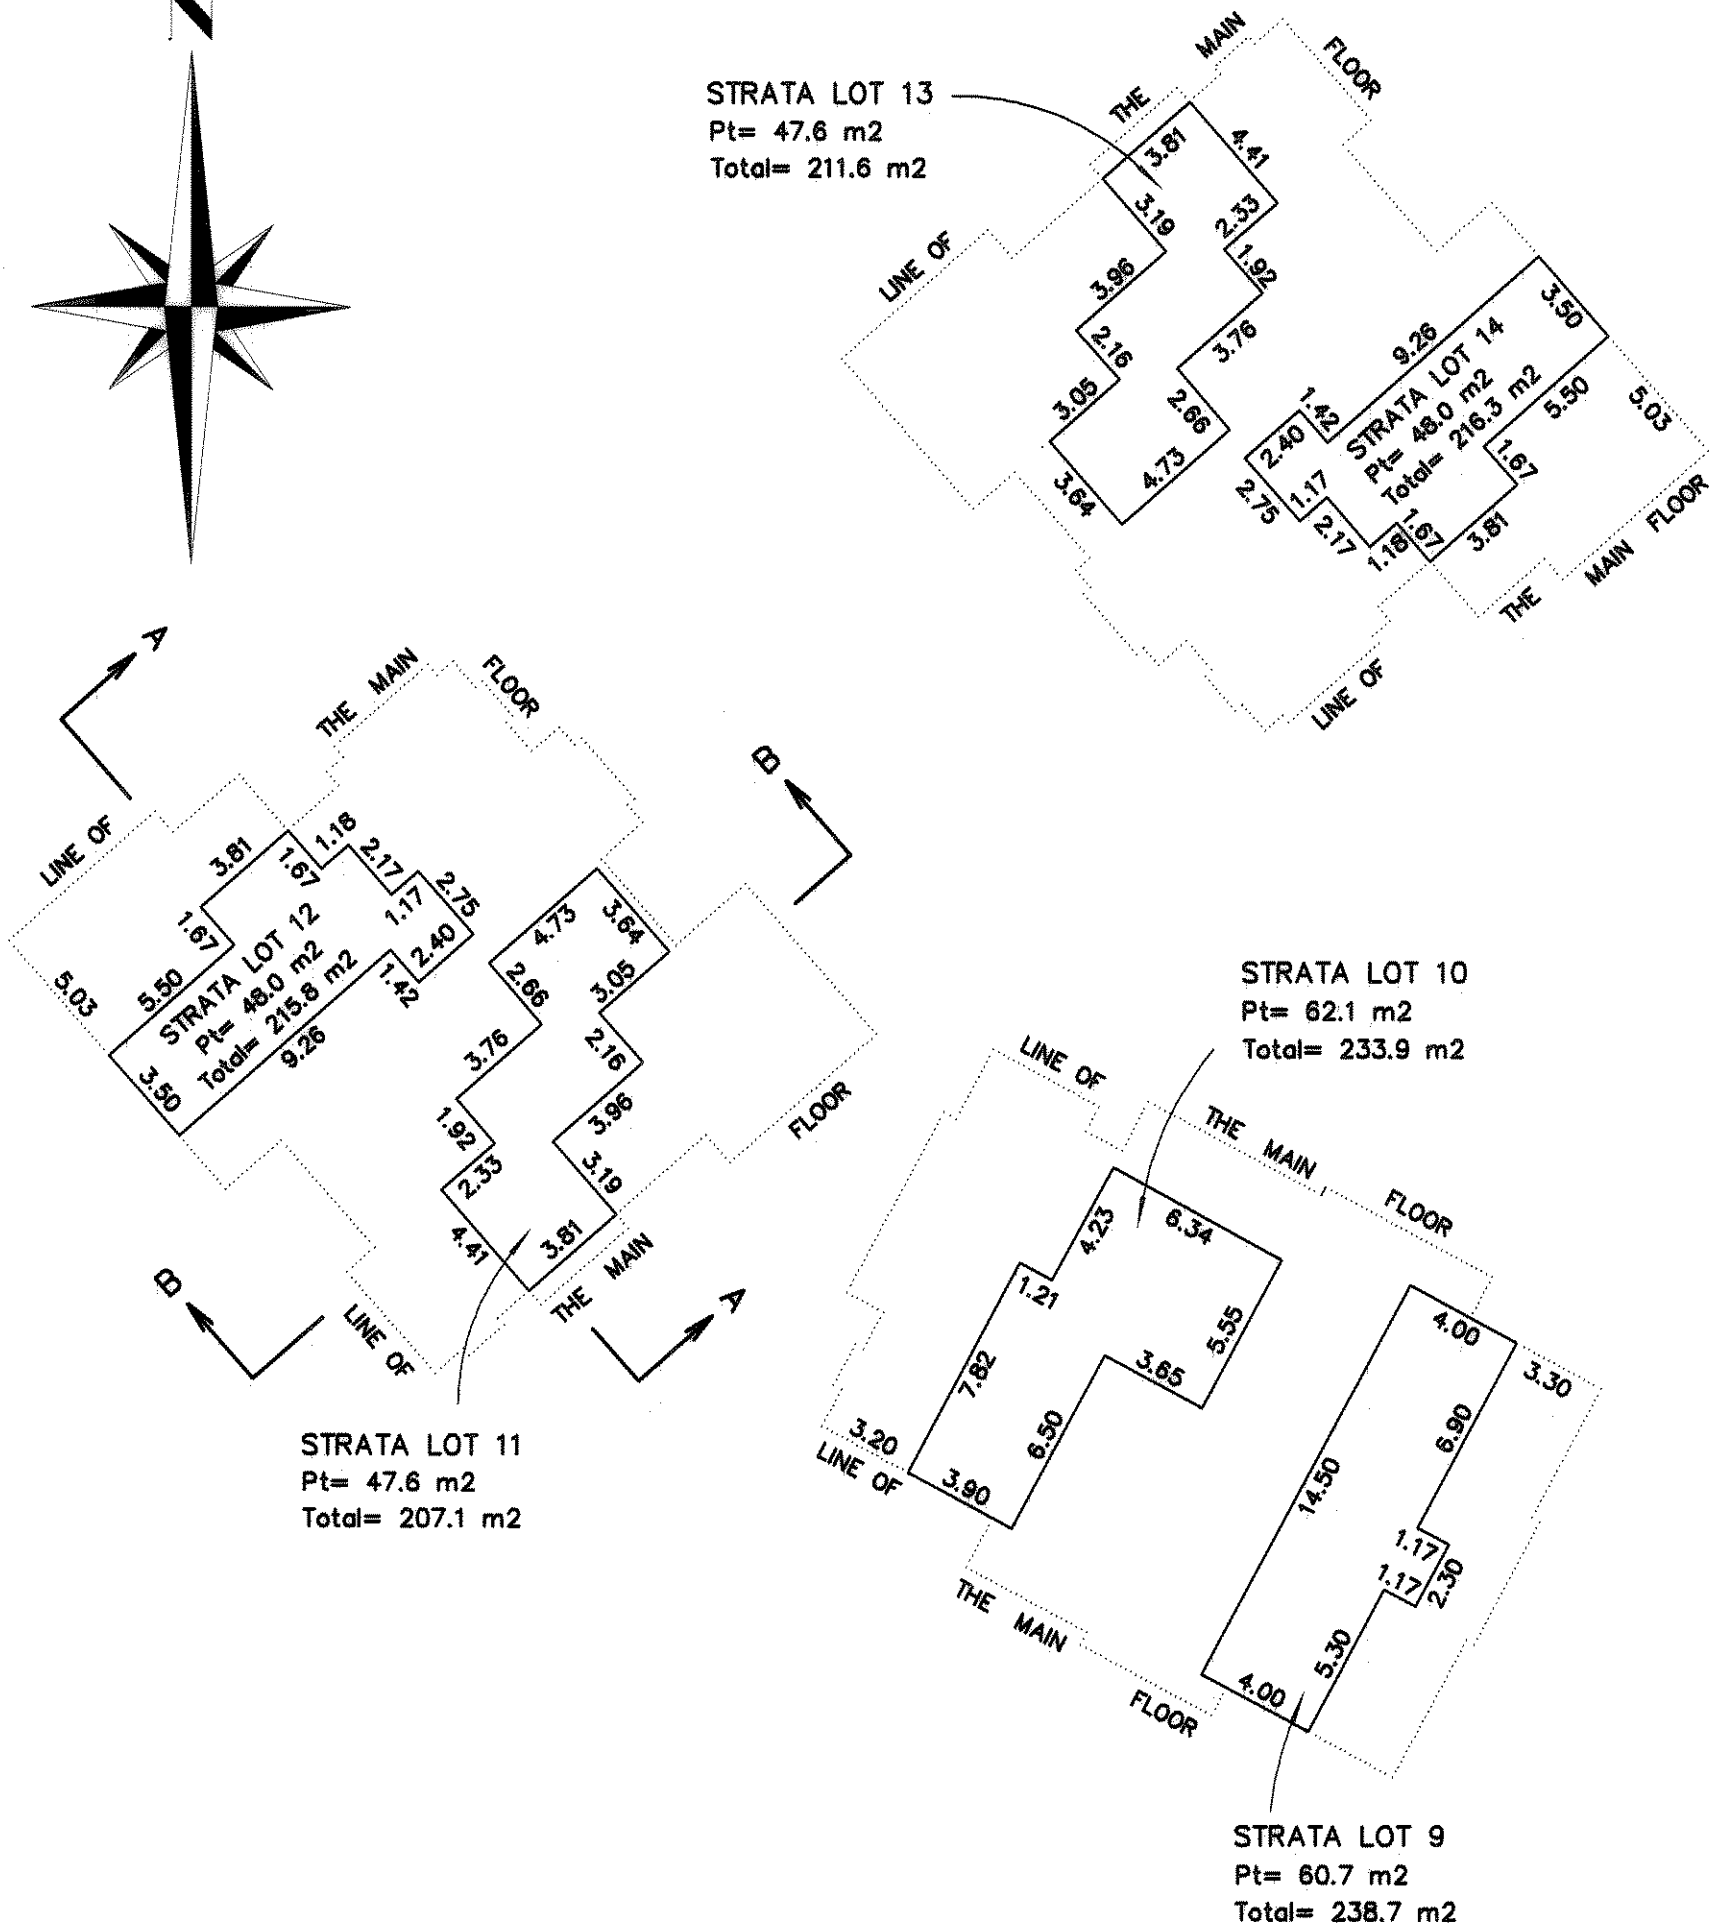 N
STRATA LOT 13
Pt= 47.6 m2
Total= 211.6 m2
THE MAIN FLOOR
LINE OF
3.81
4.41
3.19
2.33
1.92
3.96
2.16
3.76
3.05
2.66
3.64
4.73
9.26
3.50
STRATA LOT 14
Pt= 48.0 m2
Total= 216.3 m2
1.42
2.40
5.50
5.03
1.67
2.75
1.17
2.17
1.18
1.67
3.81
LINE OF
THE MAIN FLOOR
A
B
THE MAIN FLOOR
LINE OF
3.81
1.18
1.67
2.17
2.75
1.17
1.67
STRATA LOT 12
Pt= 48.0 m2
Total= 215.8 m2
2.40
1.42
5.03
5.50
9.26
3.50
4.73
3.64
2.66
3.05
3.76
2.16
1.92
3.96
2.33
3.19
4.41
3.81
LINE OF
THE MAIN
FLOOR
B
A
STRATA LOT 11
Pt= 47.6 m2
Total= 207.1 m2
STRATA LOT 10
Pt= 62.1 m2
Total= 233.9 m2
LINE OF
THE MAIN
FLOOR
4.23
6.34
1.21
5.55
7.82
3.65
6.50
3.20
3.90
LINE OF
THE MAIN
FLOOR
4.00
3.30
6.90
14.50
1.17
1.17
2.30
5.30
4.00
STRATA LOT 9
Pt= 60.7 m2
Total= 238.7 m2